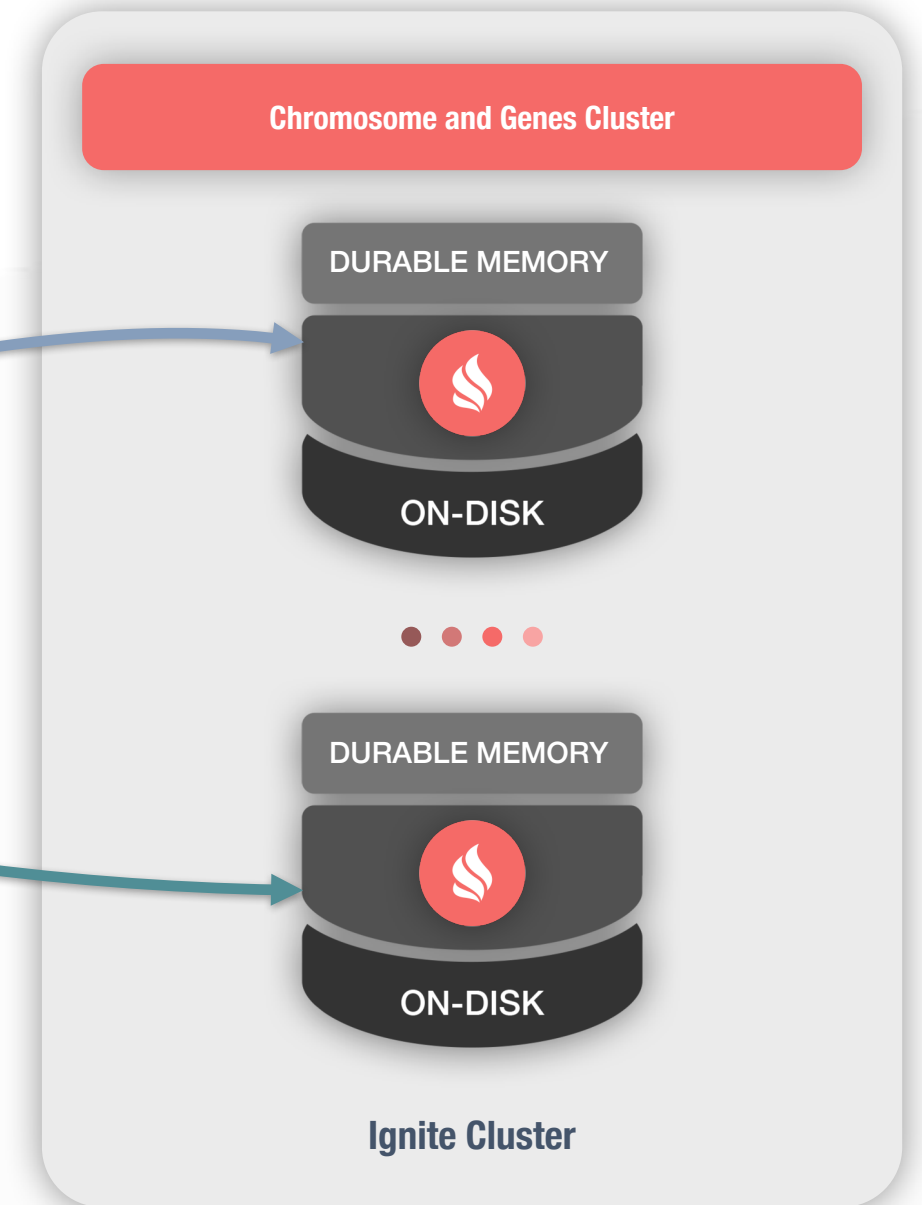 Chromosome and Genes Cluster
DURABLE MEMORY
ON-DISK
DURABLE MEMORY
ON-DISK
Ignite Cluster